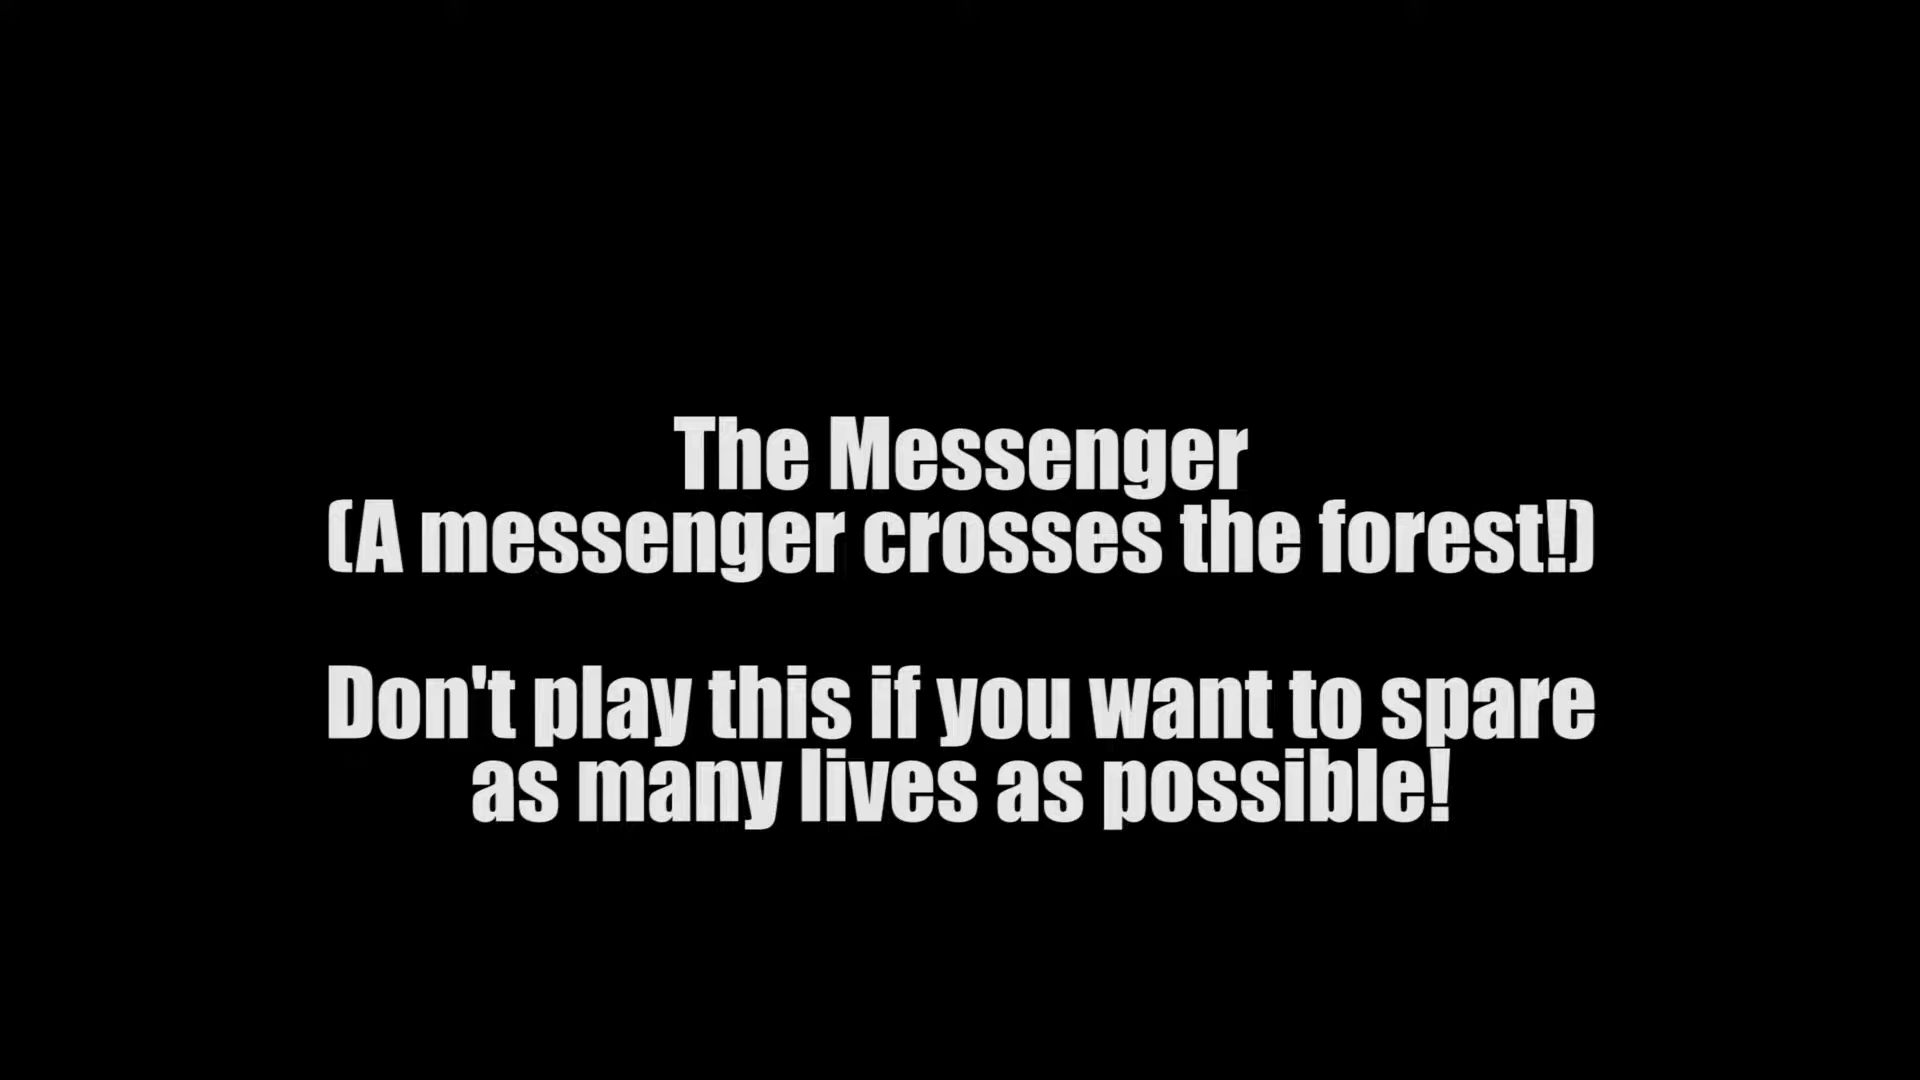 The Messenger
(A messenger crosses the forest!)
Don't play this if you want to spare
as many lives as possible!